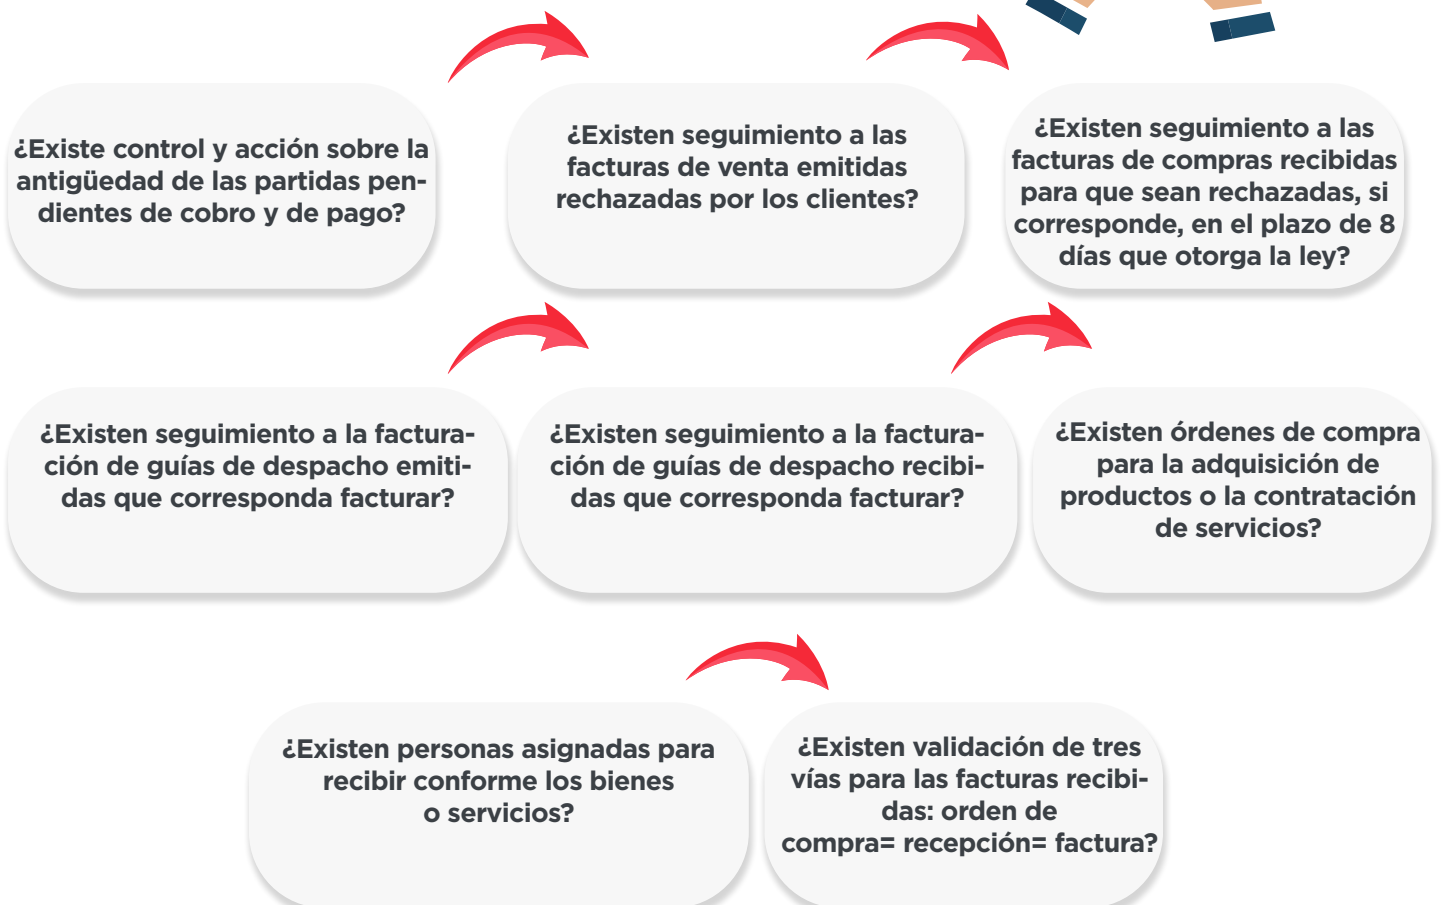 ¿Existe control y acción sobre la
antigüedad de las partidas pen-
dientes de cobro y de pago?
¿Existen seguimiento a las
facturas de venta emitidas
rechazadas por los clientes?
¿Existen seguimiento a las
facturas de compras recibidas
para que sean rechazadas, si
corresponde, en el plazo de 8
días que otorga la ley?
¿Existen seguimiento a la factura-
ción de guías de despacho emiti-
das que corresponda facturar?
¿Existen seguimiento a la factura-
ción de guías de despacho recibi-
das que corresponda facturar?
¿Existen órdenes de compra
para la adquisición de
productos o la contratación
de servicios?
¿Existen personas asignadas para
recibir conforme los bienes
o servicios?
¿Existen validación de tres
vías para las facturas recibi-
das: orden de
compra= recepción= factura?